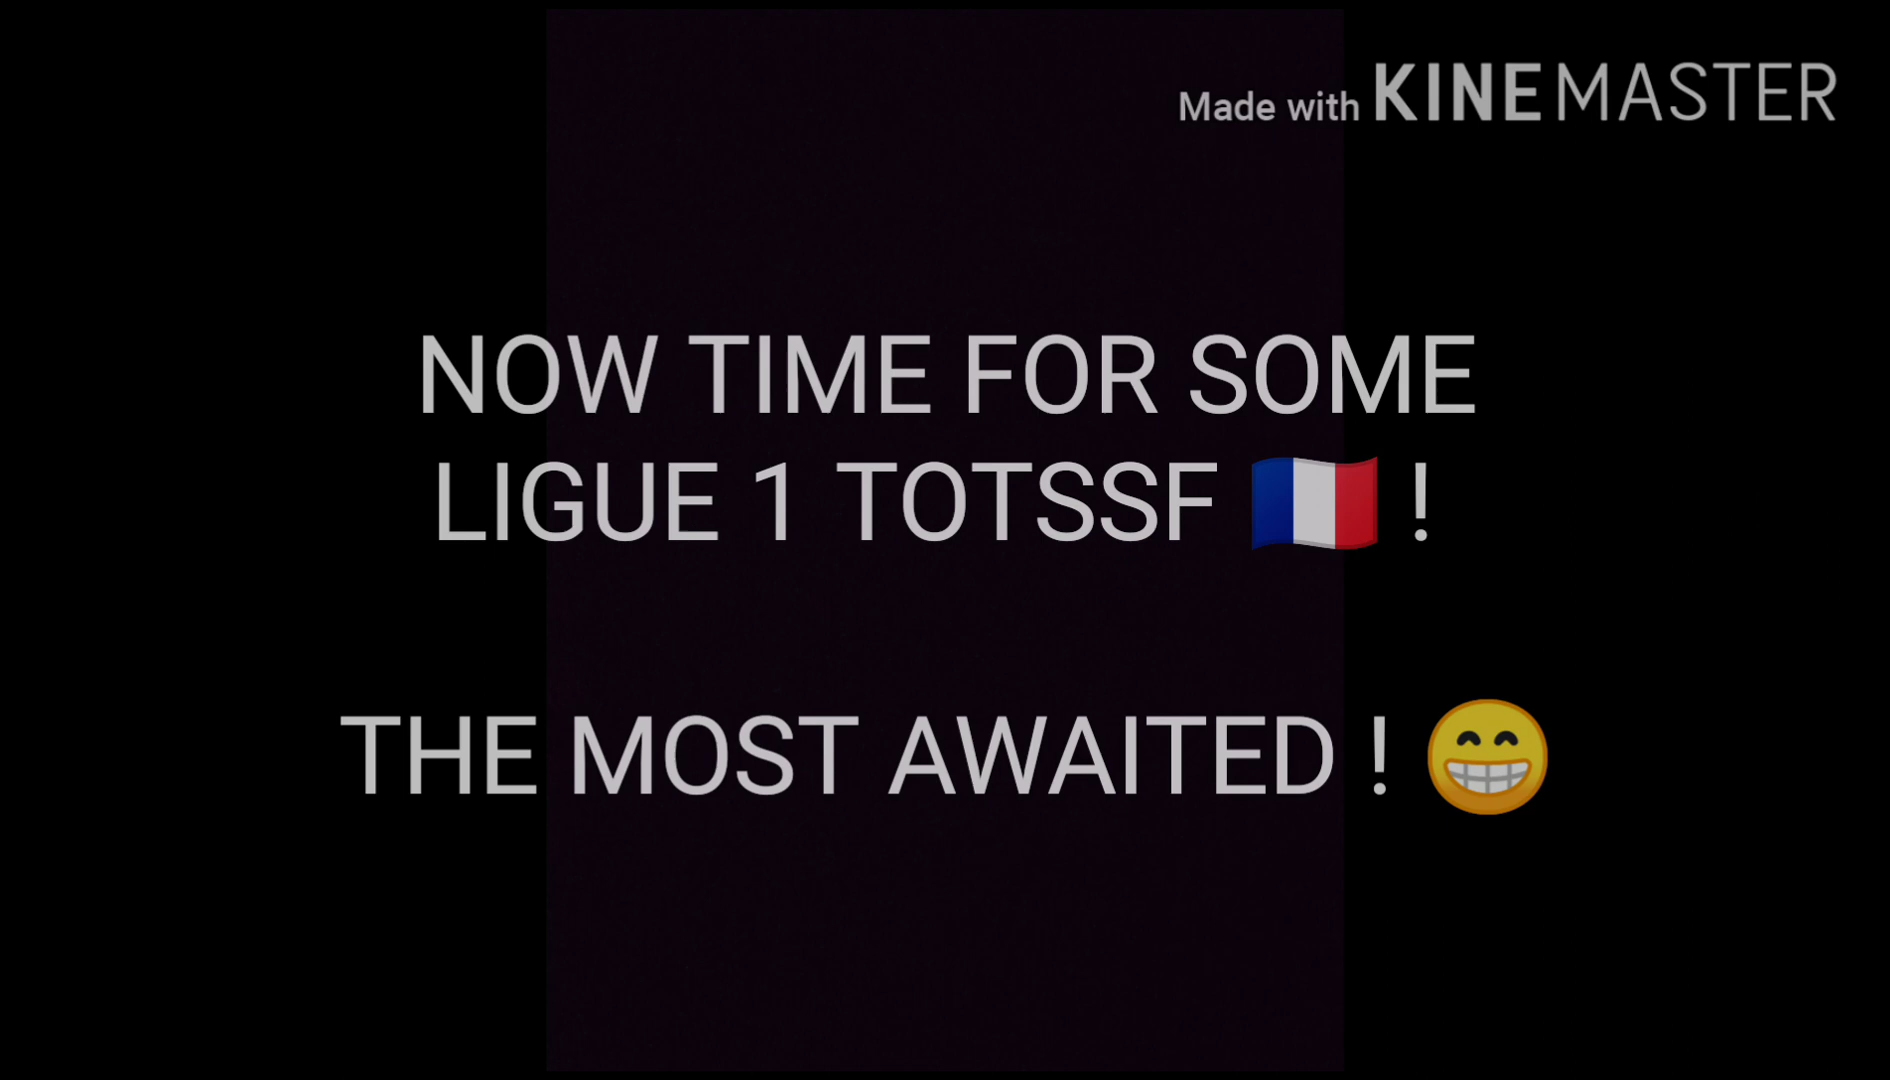 Made with KINEMASTER
NOW TIME FOR SOME
LIGUE 1 TOTSSF 🇫🇷 !
THE MOST AWAITED ! 😁